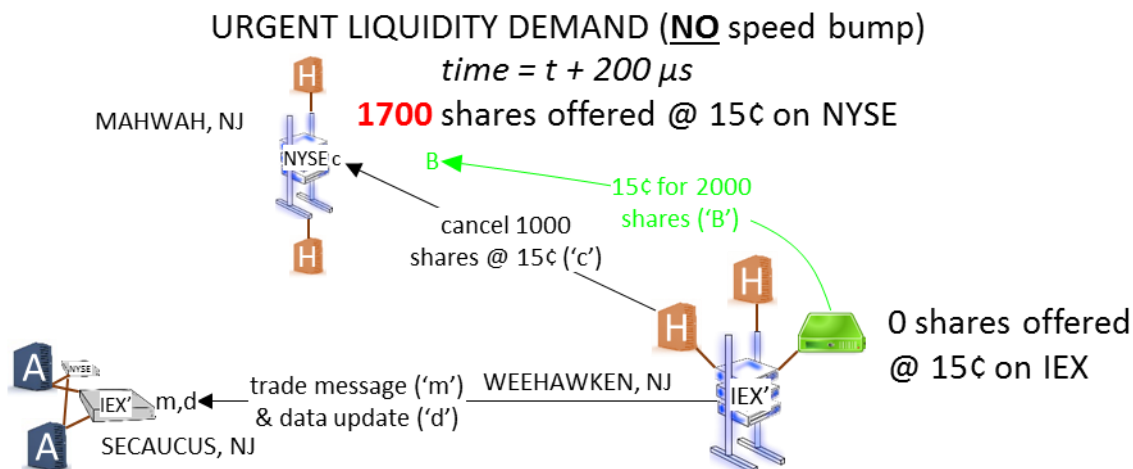 URGENT LIQUIDITY DEMAND (NO speed bump)
time = t + 200 μs
1700 shares offered @ 15¢ on NYSE
H
MAHWAH, NJ
NYSE c
B
15¢ for 2000
shares (‘B’)
cancel 1000
shares @ 15¢ (‘c’)
H
H
H
0 shares offered
@ 15¢ on IEX
A
NYSE
IEX’
m,d
trade message (‘m’)
& data update (‘d’)
WEEHAWKEN, NJ
IEX’
A
SECAUCUS, NJ